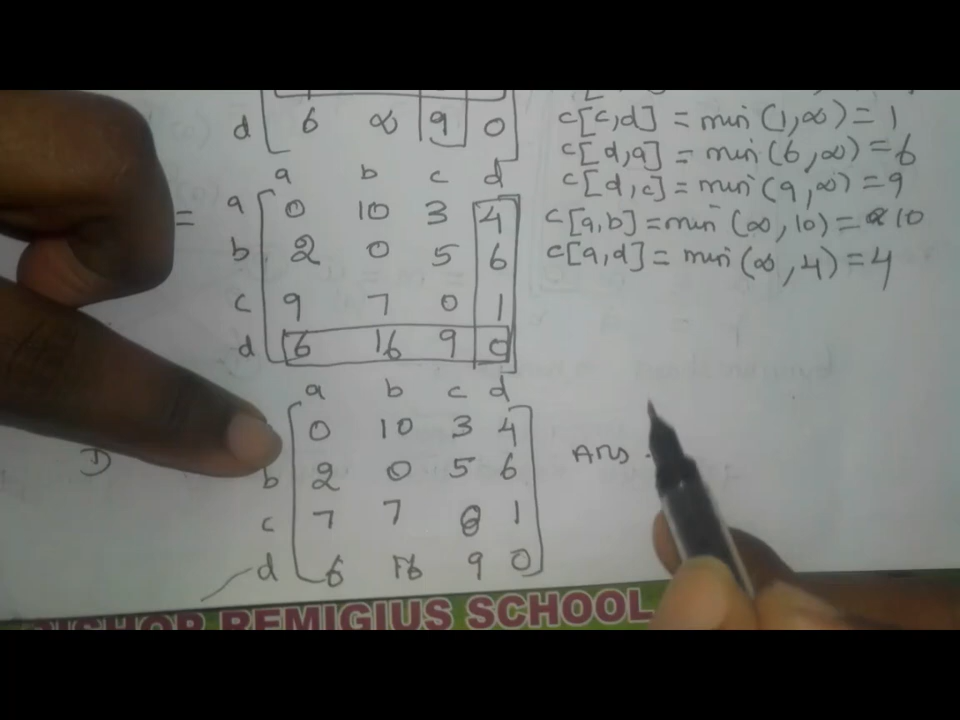 d 6 ∞ 9 0
a b c d
= a 0 10 3 4
b 2 0 5 6
c 9 7 0 1
d 6 16 9 0
a b c d
0 10 3 4
b 2 0 5 6
c 7 7 0 1
d 6 16 9 0
D
c[c,d] = min (1,∞) = 1
c[d,a] = min (6,∞) = 6
c[d,c] = min (9,∞) = 9
c[a,b] = min (∞,10) = 10
c[a,d] = min (∞,4) = 4
Ans
BISHOP REMIGIUS SCHOOL